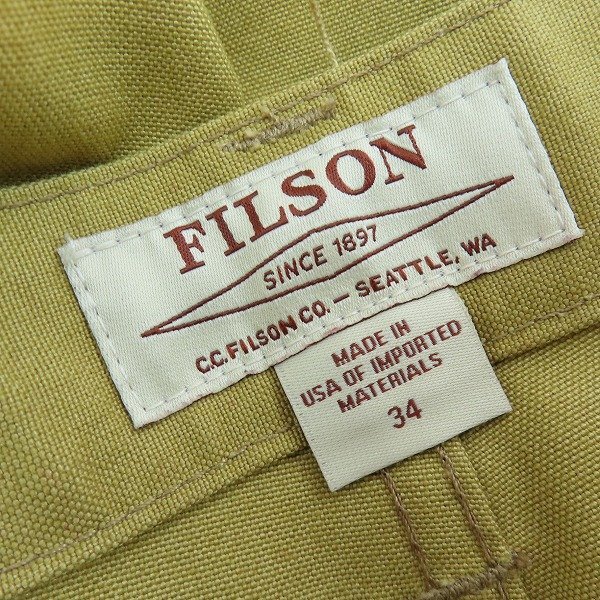 FILSON
SINCE 1897
C.C.FILSON CO. — SEATTLE, WA
MADE IN
USA OF IMPORTED
MATERIALS
34